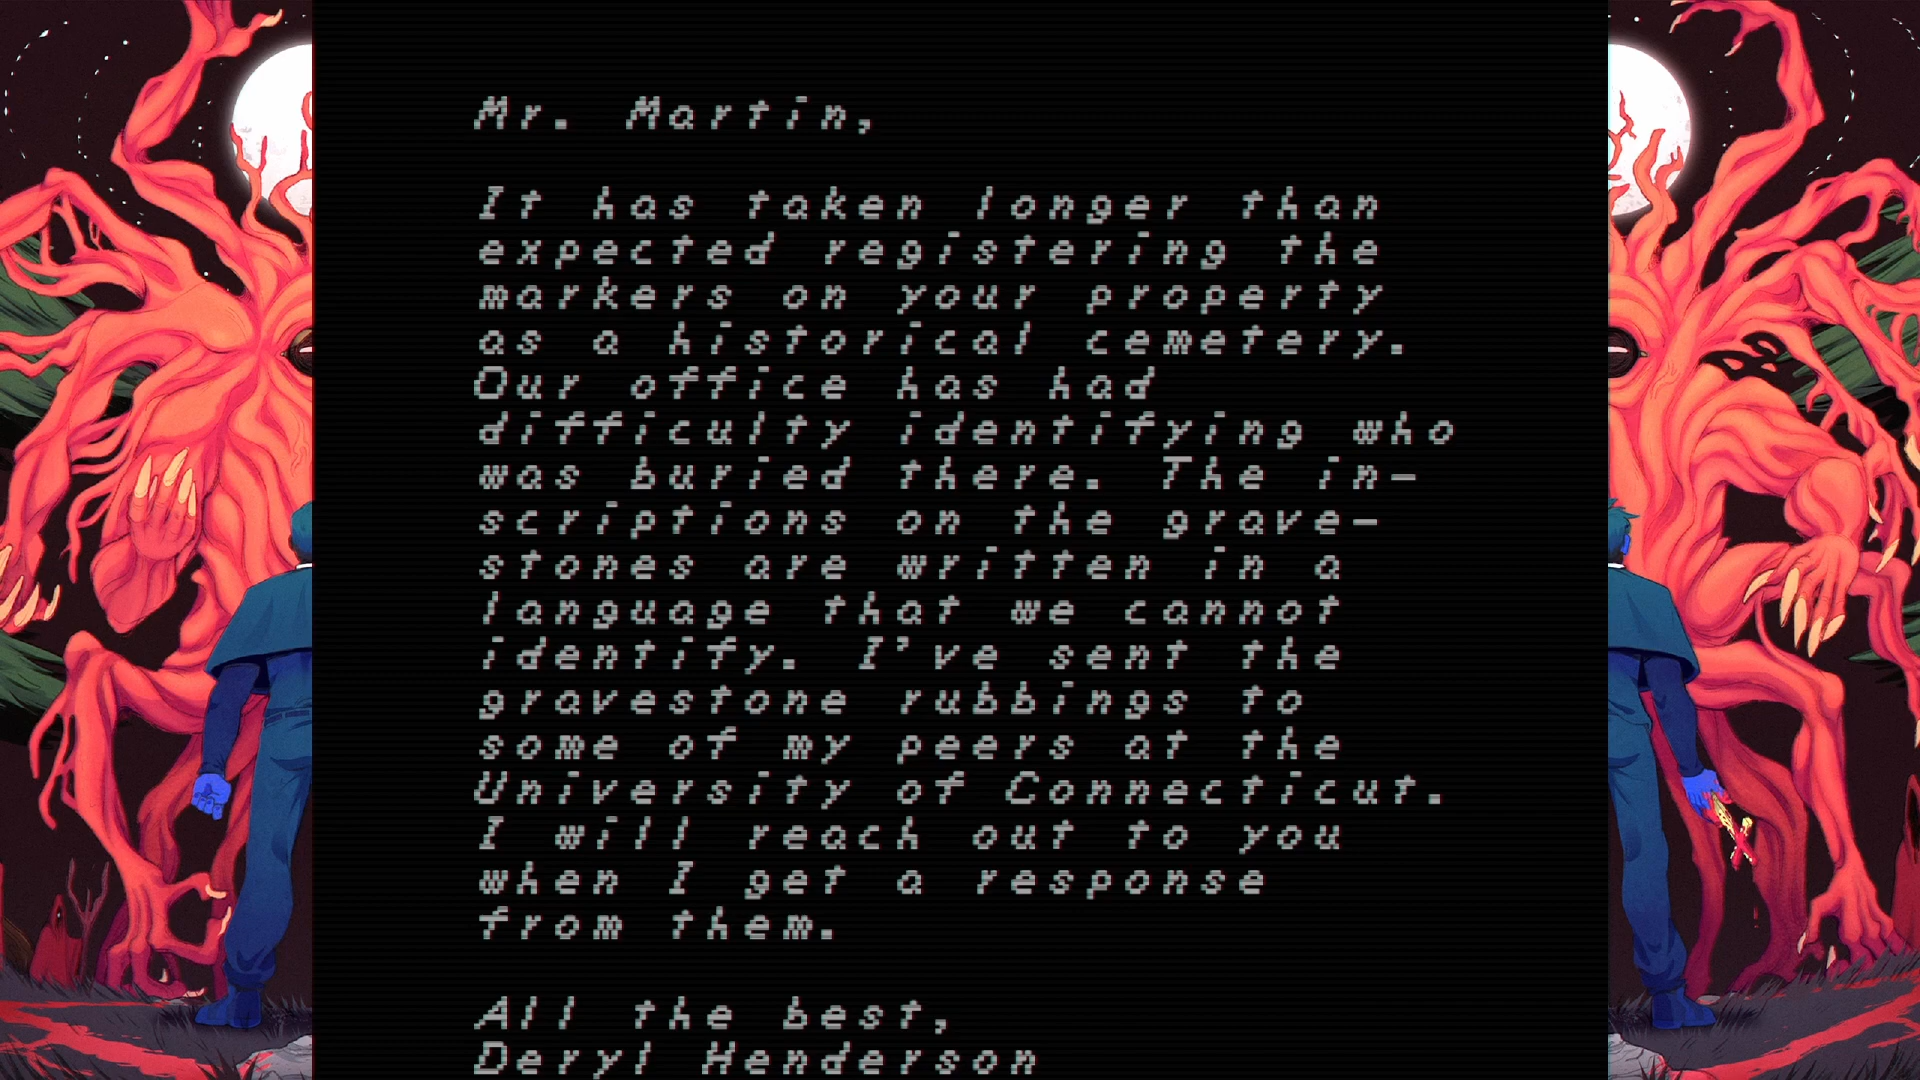 Mr. Martin,
It has taken longer than
expected registering the
markers on your property
as a historical cemetery.
Our office has had
difficulty identifying who
was buried there. The in-
scriptions on the grave-
stones are written in a
language that we cannot
identify. I've sent the
gravestone rubbings to
some of my peers at the
University of Connecticut.
I will reach out to you
when I get a response
from them.
All the best,
Deryl Henderson